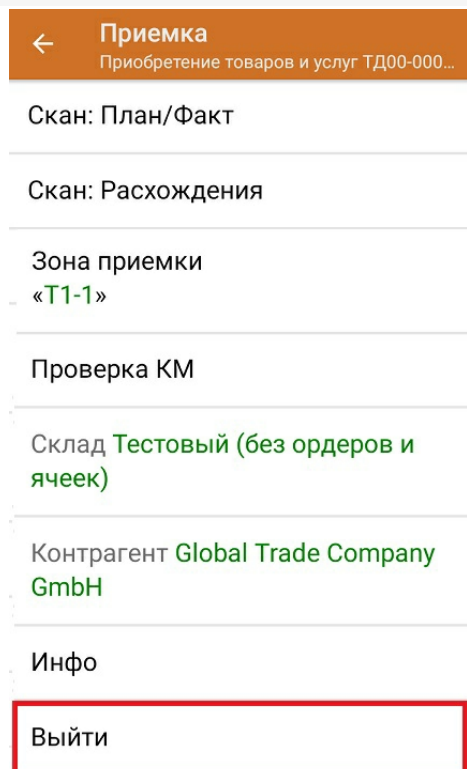 Приемка
Приобретение товаров и услуг ТД00-000...
Скан: План/Факт
Скан: Расхождения
Зона приемки
«Т1-1»
Проверка КМ
Склад Тестовый (без ордеров и
ячеек)
Контрагент Global Trade Company
GmbH
Инфо
Выйти